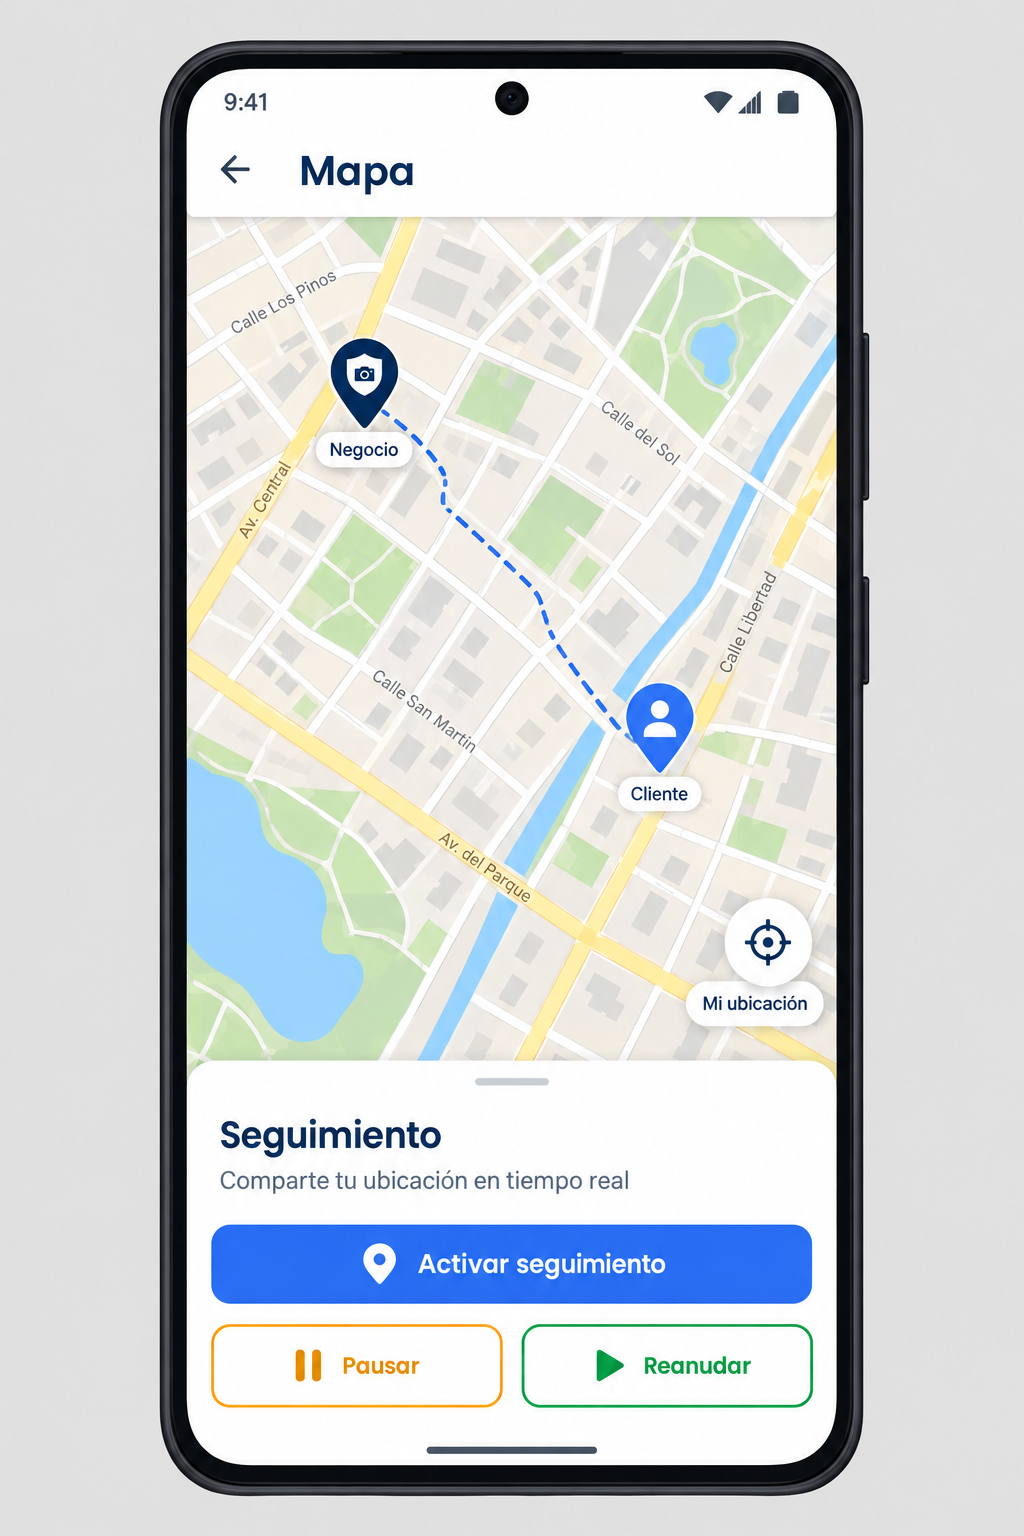 9:41
Mapa
Calle Los Pinos
Negocio
Calle del Sol
Av. Central
Calle Libertad
Calle San Martin
Cliente
Av. del Parque
Mi ubicación
Seguimiento
Comparte tu ubicación en tiempo real
Activar seguimiento
Pausar
Reanudar